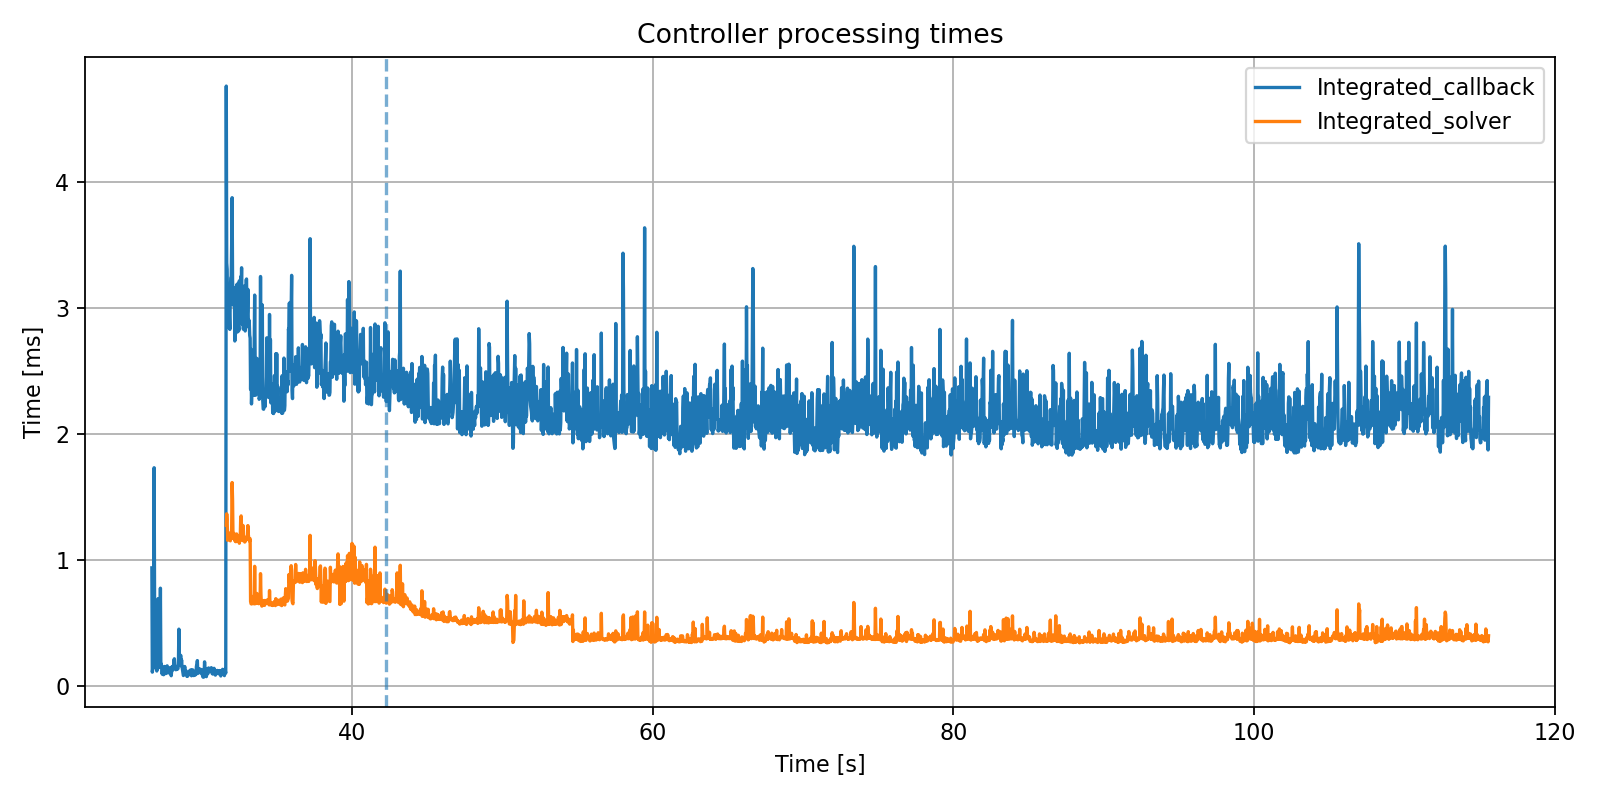 Controller processing times
Integrated_callback
Integrated_solver
Time [ms]
4
3
2
1
0
40
60
80
100
120
Time [s]